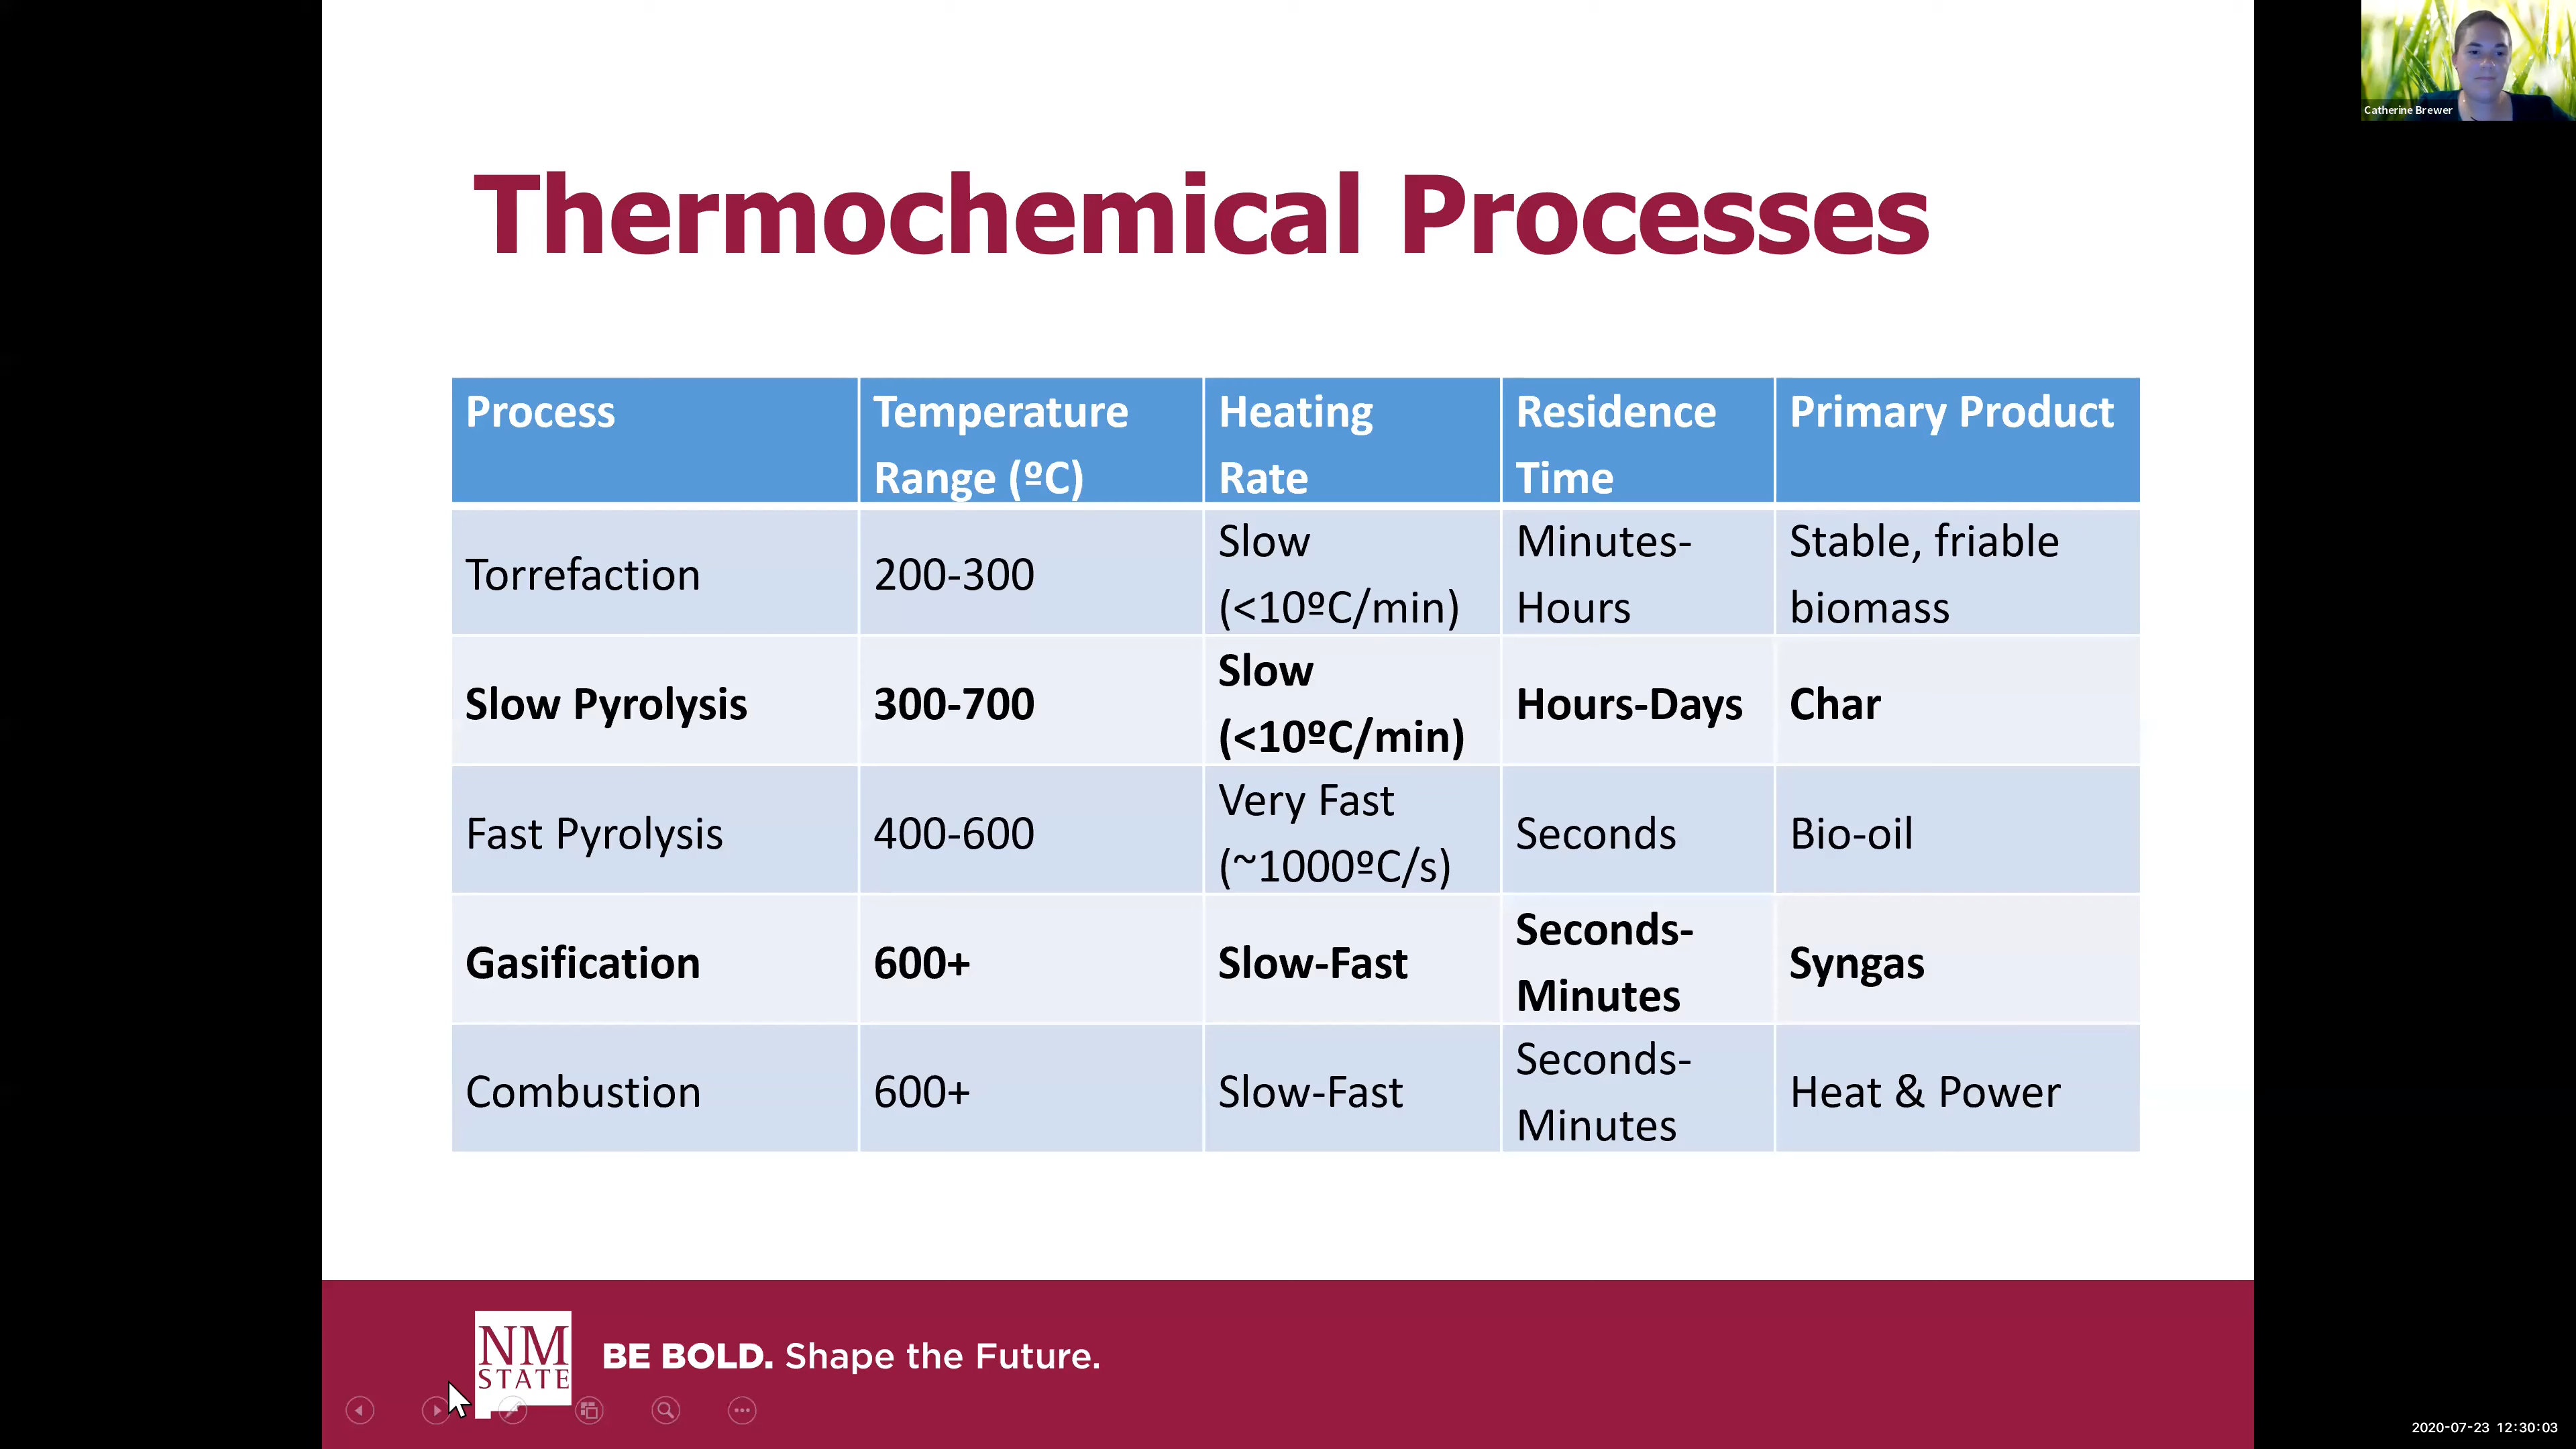 Catherine Brewer
Thermochemical Processes
Process
Temperature
Range (ºC)
Heating
Rate
Residence
Time
Primary Product
Torrefaction
200-300
Slow
(<10ºC/min)
Minutes-
Hours
Stable, friable
biomass
Slow Pyrolysis
300-700
Slow
(<10ºC/min)
Hours-Days
Char
Fast Pyrolysis
400-600
Very Fast
(~1000ºC/s)
Seconds
Bio-oil
Gasification
600+
Slow-Fast
Seconds-
Minutes
Syngas
Combustion
600+
Slow-Fast
Seconds-
Minutes
Heat & Power
NM
STATE
BE BOLD. Shape the Future.
2020-07-23 12:30:03